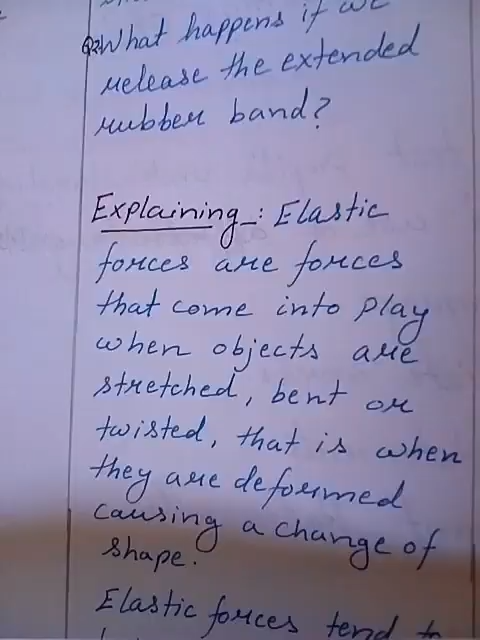 Q2 What happens if we
release the extended
rubber band?
Explaining -: Elastic
forces are forces
that come into play
when objects are
stretched, bent or
twisted, that is when
they are deformed
causing a change of
shape.
Elastic forces tend to